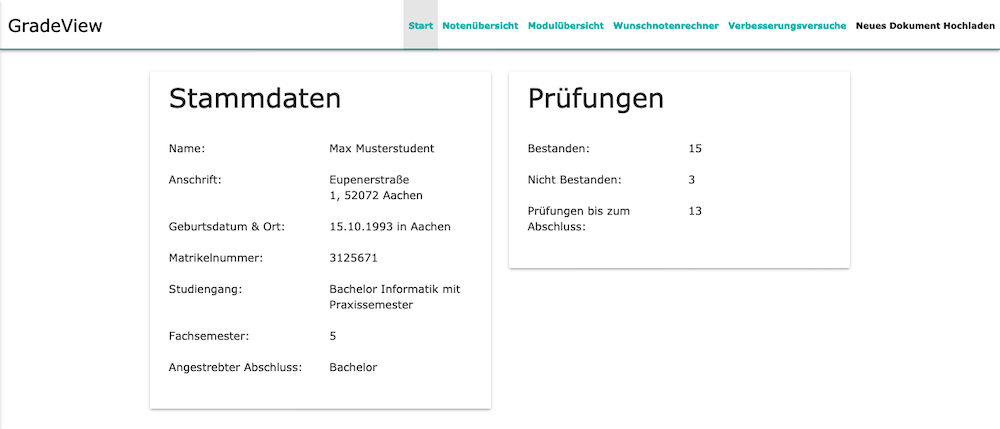 GradeView
Start Notenübersicht Modulübersicht Wunschnotenrechner Verbesserungsversuche Neues Dokument Hochladen
Stammdaten
Name: Max Musterstudent
Anschrift: Eupenerstraße
1, 52072 Aachen
Geburtsdatum & Ort: 15.10.1993 in Aachen
Matrikelnummer: 3125671
Studiengang: Bachelor Informatik mit
Praxissemester
Fachsemester: 5
Angestrebter Abschluss: Bachelor
Prüfungen
Bestanden: 15
Nicht Bestanden: 3
Prüfungen bis zum 13
Abschluss: